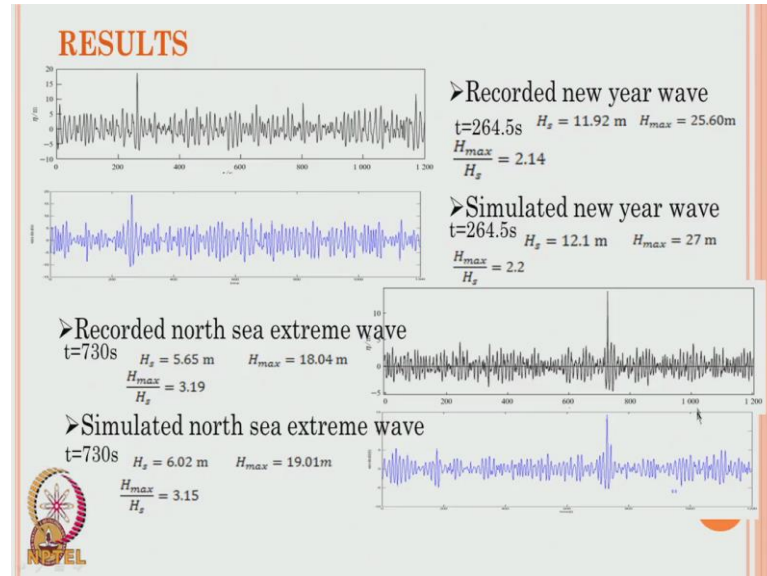 RESULTS
20
15
10
5
0
−5
−10
η/m
0 200 400 600 800 1 000 1 200
➢Recorded new year wave
t=264.5s H_s = 11.92 m H_max = 25.60m
H_max/H_s = 2.14
➢Simulated new year wave
t=264.5s
H_s = 12.1 m H_max = 27 m
H_max/H_s = 2.2
➢Recorded north sea extreme wave
t=730s
H_s = 5.65 m H_max = 18.04 m
H_max/H_s = 3.19
10
5
0
−5
0 200 400 600 800 1 000 1 200
➢Simulated north sea extreme wave
t=730s
H_s = 6.02 m H_max = 19.01m
H_max/H_s = 3.15
NPTEL